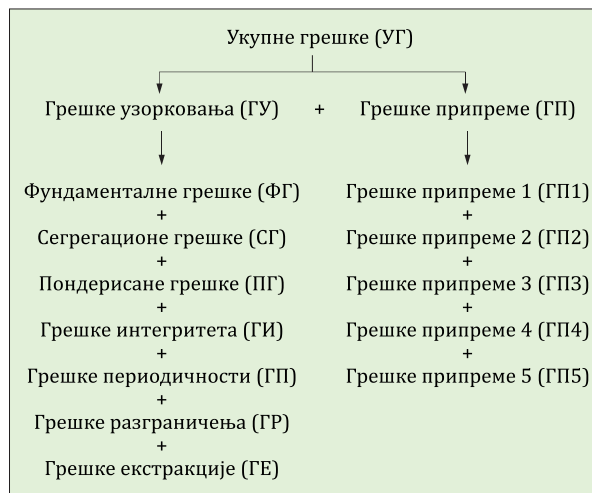 Укупне грешке (УГ)
Грешке узорковања (ГУ) + Грешке припреме (ГП)
Фундаменталне грешке (ФГ) Грешке припреме 1 (ГП1)
+ +
Сегрегационе грешке (СГ) Грешке припреме 2 (ГП2)
+ +
Пондерисане грешке (ПГ) Грешке припреме 3 (ГП3)
+ +
Грешке интегритета (ГИ) Грешке припреме 4 (ГП4)
+ +
Грешке периодичности (ГП) Грешке припреме 5 (ГП5)
+
Грешке разграничења (ГР)
+
Грешке екстракције (ГЕ)